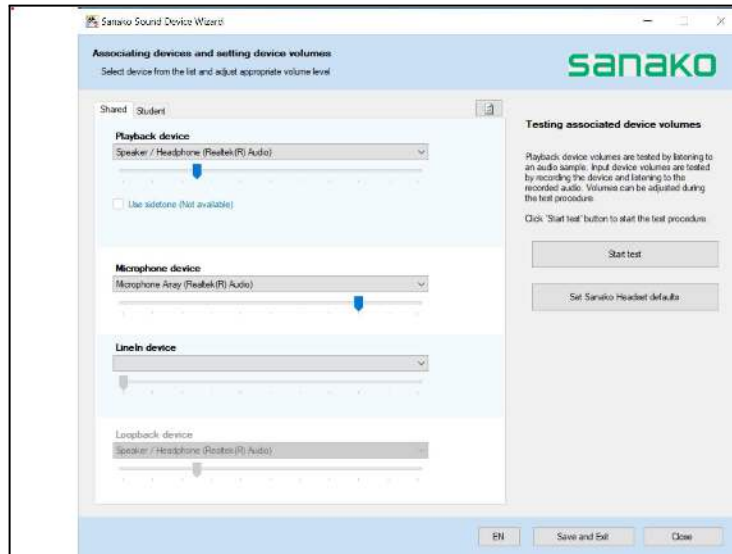 Sanako Sound Device Wizard
Associating devices and setting device volumes
Select device from the list and adjust appropriate volume level
sanako
Shared Student
Playback device
Speaker / Headphone (Realtek(R) Audio)
Use sidetone (Not available)
Microphone device
Microphone Array (Realtek(R) Audio)
LineIn device
Loopback device
Speaker / Headphone (Realtek(R) Audio)
Testing associated device volumes
Playback device volumes are tested by listening to
an audio sample. Input device volumes are tested
by recording the device and listening to the
recorded audio. Volumes can be adjusted during
the test procedure.
Click 'Start test' button to start the test procedure.
Start test
Set Sanako Headset defaults
EN
Save and Exit
Close